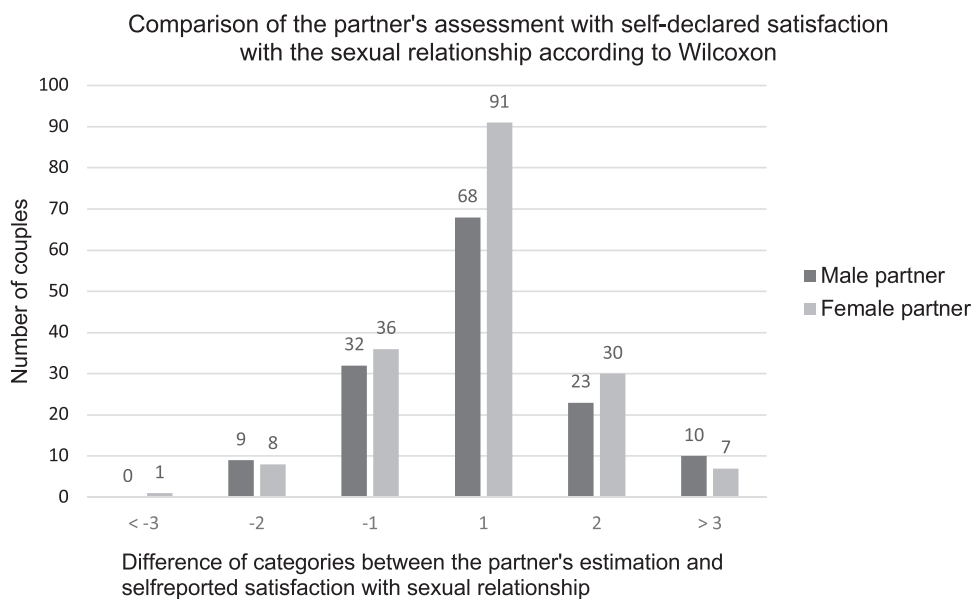 Comparison of the partner's assessment with self-declared satisfaction
with the sexual relationship according to Wilcoxon
Number of couples
100
90
80
70
60
50
40
30
20
10
0
0 1
9 8
32 36
68 91
23 30
10 7
< -3 -2 -1 1 2 > 3
Difference of categories between the partner's estimation and
selfreported satisfaction with sexual relationship
Male partner
Female partner